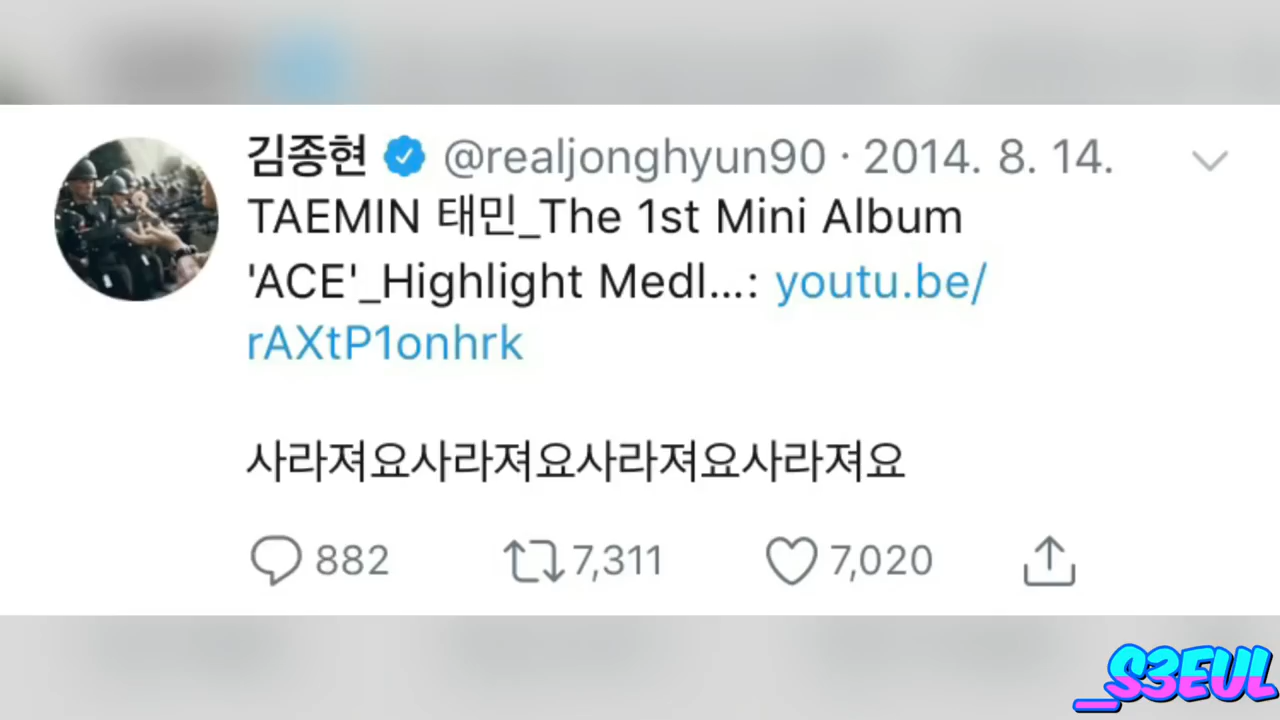 김종현 @realjonghyun90 · 2014. 8. 14.
TAEMIN 태민_The 1st Mini Album
'ACE'_Highlight Medl...: youtu.be/
rAXtP1onhrk
사라져요사라져요사라져요사라져요
882 7,311 7,020
_S3EUL